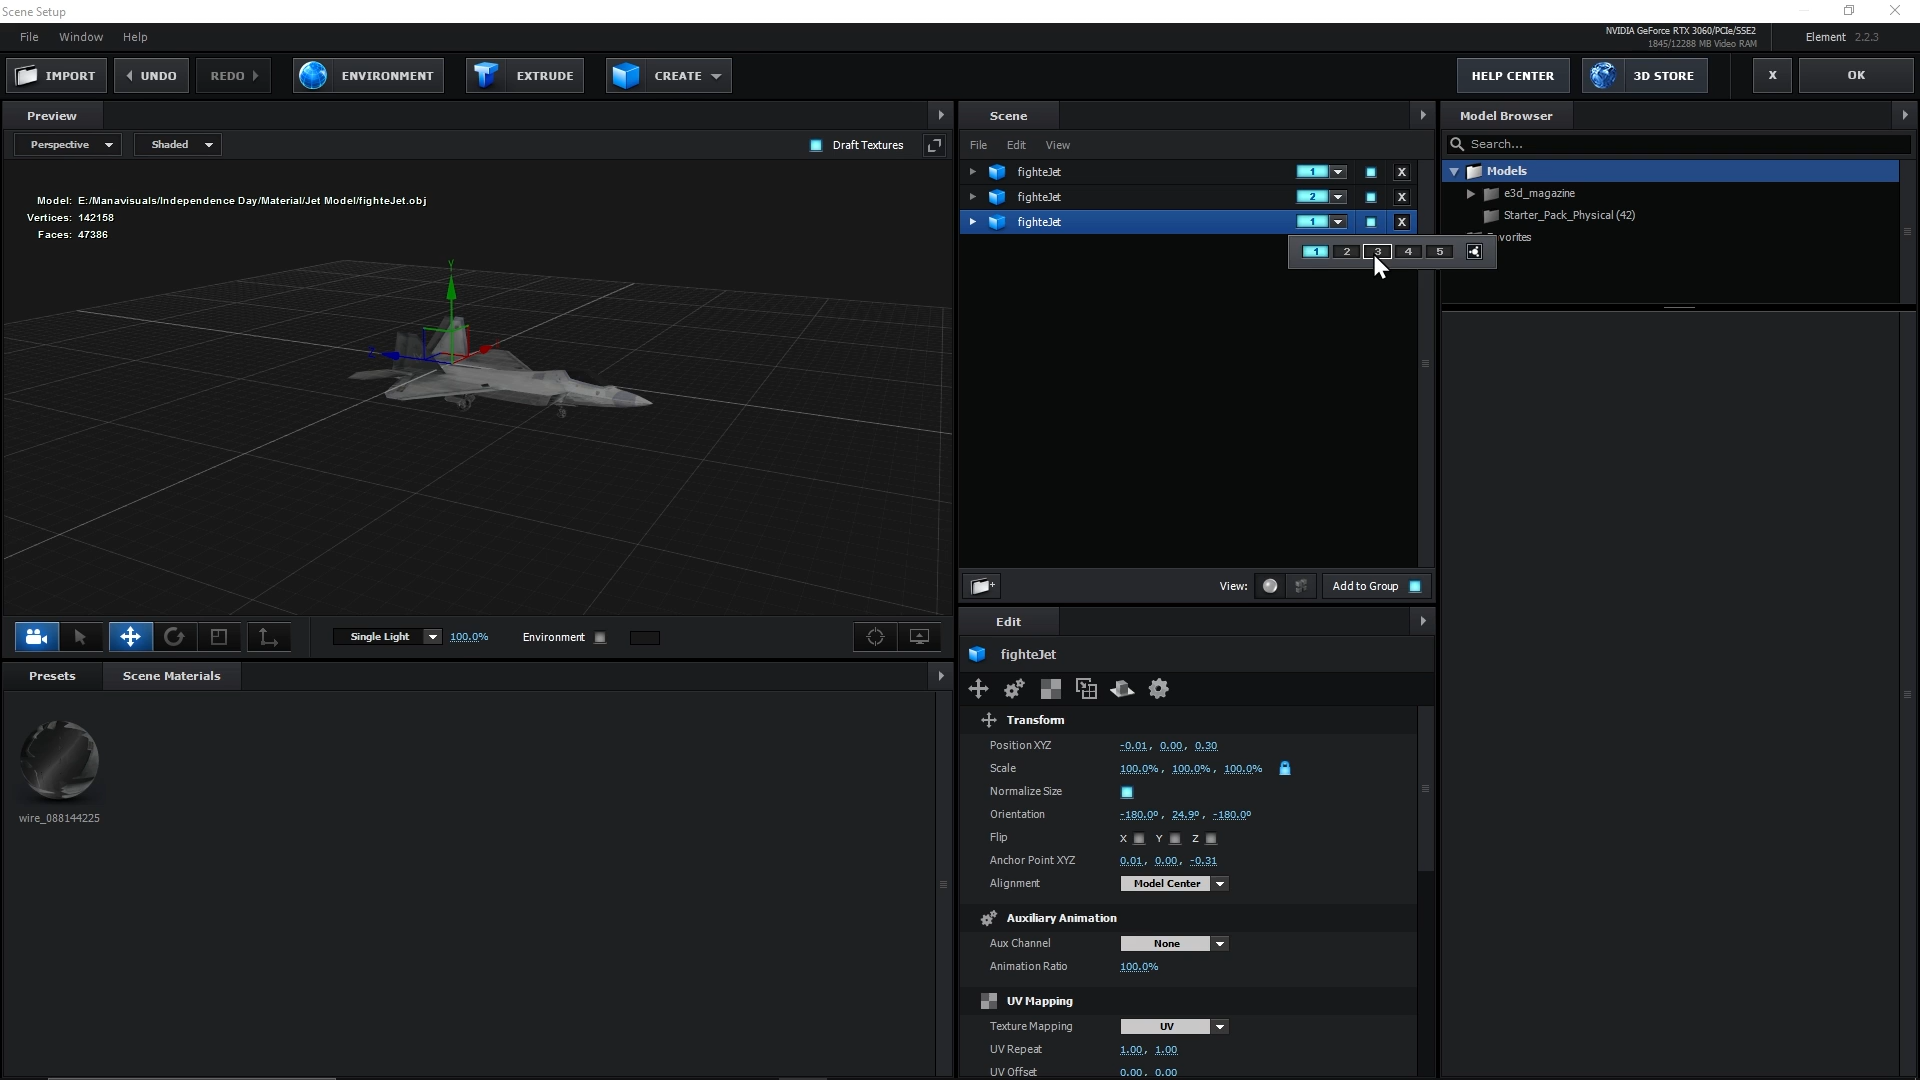 Scene Setup
File Window Help
NVIDIA GeForce RTX 3060/PCIe/SSE2
1845/12288 MB Video RAM
Element 2.2.3
IMPORT UNDO REDO ENVIRONMENT EXTRUDE CREATE HELP CENTER 3D STORE X OK
Preview
Perspective Shaded Draft Textures
Model: E:/Manavisuals/Independence Day/Material/Jet Model/fighteJet.obj
Vertices: 142158
Faces: 47386
Y
Z
Single Light 100.0% Environment
Presets Scene Materials
wire_088144225
Scene
File Edit View
fighteJet 1 X
fighteJet 2 X
fighteJet 1 X
1 2 3 4 5
View: Add to Group
Edit
fighteJet
Transform
Position XYZ -0.01, 0.00, 0.30
Scale 100.0%, 100.0%, 100.0%
Normalize Size
Orientation -180.0º, 24.9º, -180.0º
Flip X Y Z
Anchor Point XYZ 0.01, 0.00, -0.31
Alignment Model Center
Auxiliary Animation
Aux Channel None
Animation Ratio 100.0%
UV Mapping
Texture Mapping UV
UV Repeat 1.00, 1.00
UV Offset 0.00, 0.00
Model Browser
Search...
Models
e3d_magazine
Starter_Pack_Physical (42)
vorites